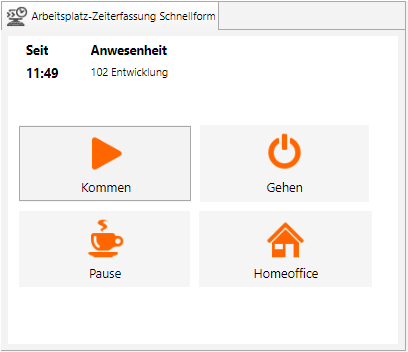 Arbeitsplatz-Zeiterfassung Schnellform
Seit Anwesenheit
11:49 102 Entwicklung
Kommen Gehen
Pause Homeoffice